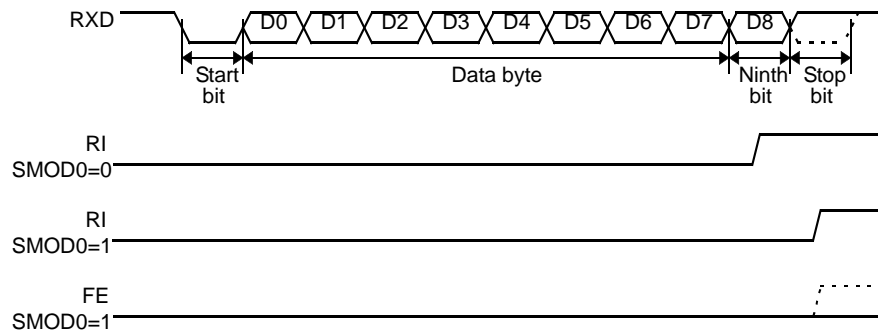 RXD D0 D1 D2 D3 D4 D5 D6 D7 D8
Start bit Data byte Ninth bit Stop bit
RI
SMOD0=0
RI
SMOD0=1
FE
SMOD0=1